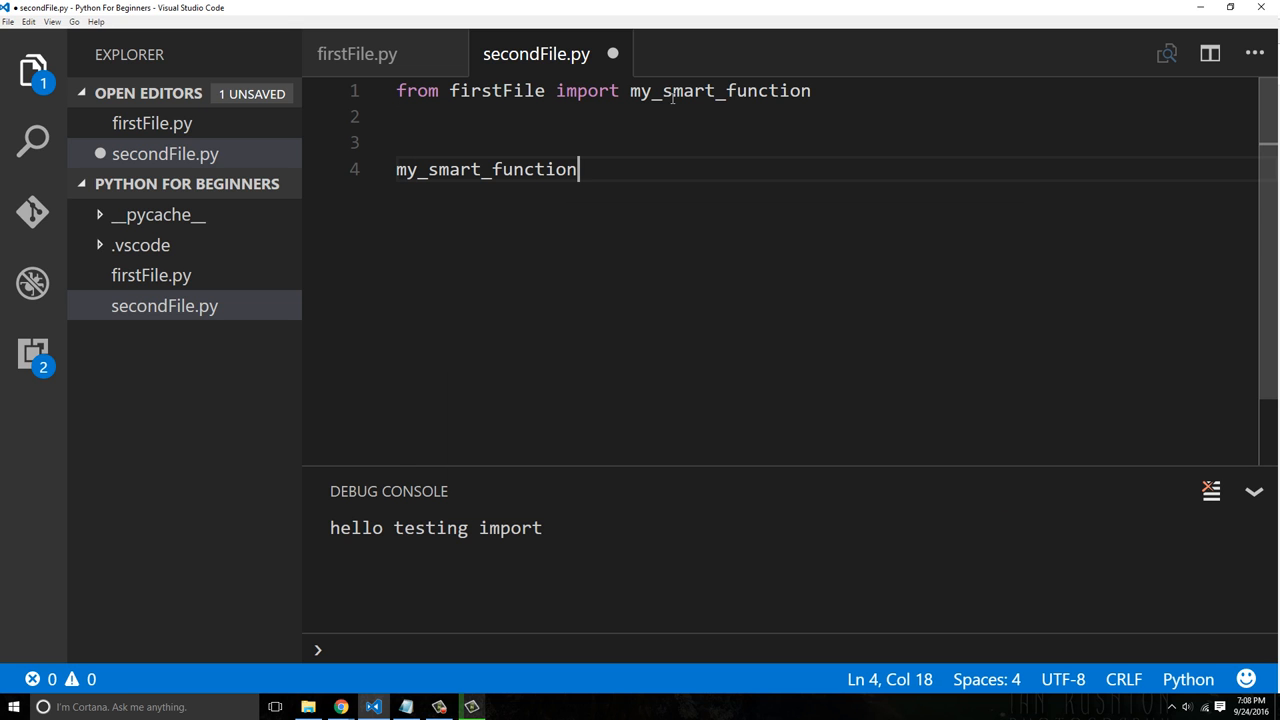 secondFile.py - Python For Beginners - Visual Studio Code
File Edit View Go Help
EXPLORER
OPEN EDITORS 1 UNSAVED
firstFile.py
secondFile.py
PYTHON FOR BEGINNERS
__pycache__
.vscode
firstFile.py
secondFile.py
1
2
firstFile.py secondFile.py
1 from firstFile import my_smart_function
2
3
4 my_smart_function
DEBUG CONSOLE
hello testing import
0 0 Ln 4, Col 18 Spaces: 4 UTF-8 CRLF Python
I'm Cortana. Ask me anything.
7:08 PM
9/24/2016